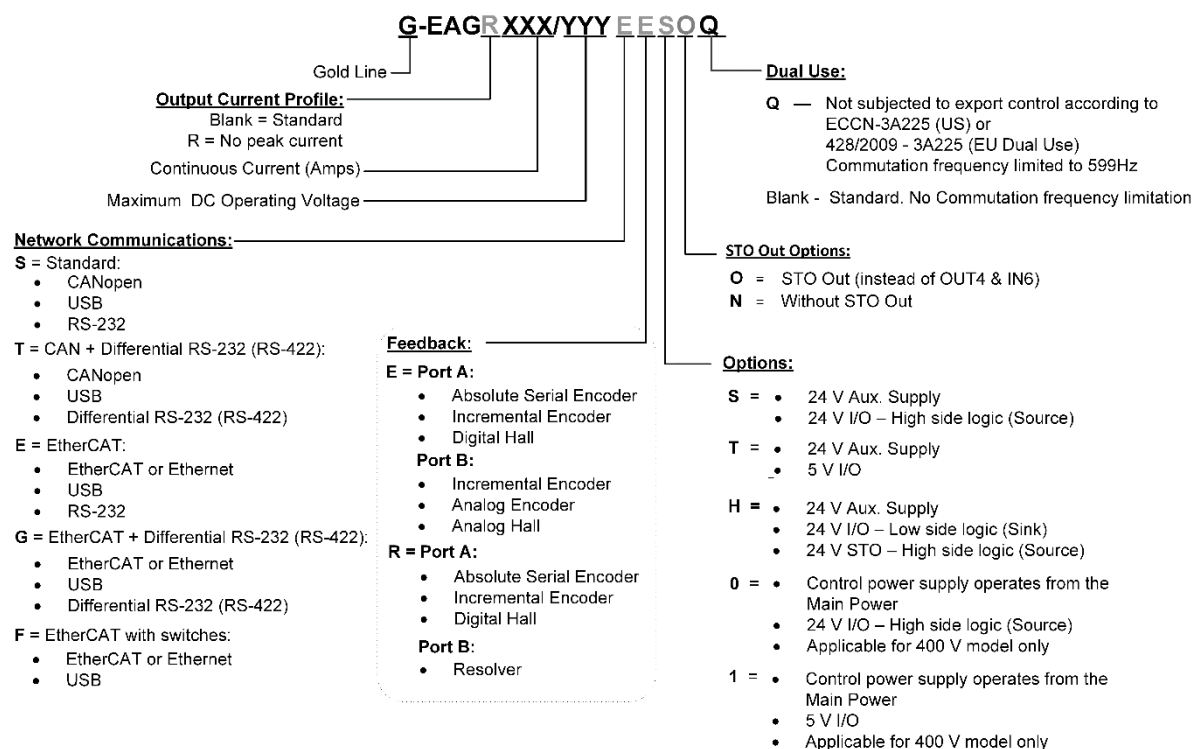 G-EAGRXXX/YYYEESOQ
Gold Line
Output Current Profile:
Blank = Standard
R = No peak current
Continuous Current (Amps)
Maximum DC Operating Voltage
Network Communications:
S = Standard:
• CANopen
• USB
• RS-232
T = CAN + Differential RS-232 (RS-422):
• CANopen
• USB
• Differential RS-232 (RS-422)
E = EtherCAT:
• EtherCAT or Ethernet
• USB
• RS-232
G = EtherCAT + Differential RS-232 (RS-422):
• EtherCAT or Ethernet
• USB
• Differential RS-232 (RS-422)
F = EtherCAT with switches:
• EtherCAT or Ethernet
• USB
Feedback:
E = Port A:
• Absolute Serial Encoder
• Incremental Encoder
• Digital Hall
Port B:
• Incremental Encoder
• Analog Encoder
• Analog Hall
R = Port A:
• Absolute Serial Encoder
• Incremental Encoder
• Digital Hall
Port B:
• Resolver
Dual Use:
Q — Not subjected to export control according to
ECCN-3A225 (US) or
428/2009 - 3A225 (EU Dual Use)
Commutation frequency limited to 599Hz
Blank - Standard. No Commutation frequency limitation
STO Out Options:
O = STO Out (instead of OUT4 & IN6)
N = Without STO Out
Options:
S = • 24 V Aux. Supply
• 24 V I/O – High side logic (Source)
T = • 24 V Aux. Supply
• 5 V I/O
H = • 24 V Aux. Supply
• 24 V I/O – Low side logic (Sink)
• 24 V STO – High side logic (Source)
0 = • Control power supply operates from the
Main Power
• 24 V I/O – High side logic (Source)
• Applicable for 400 V model only
1 = • Control power supply operates from the
Main Power
• 5 V I/O
• Applicable for 400 V model only